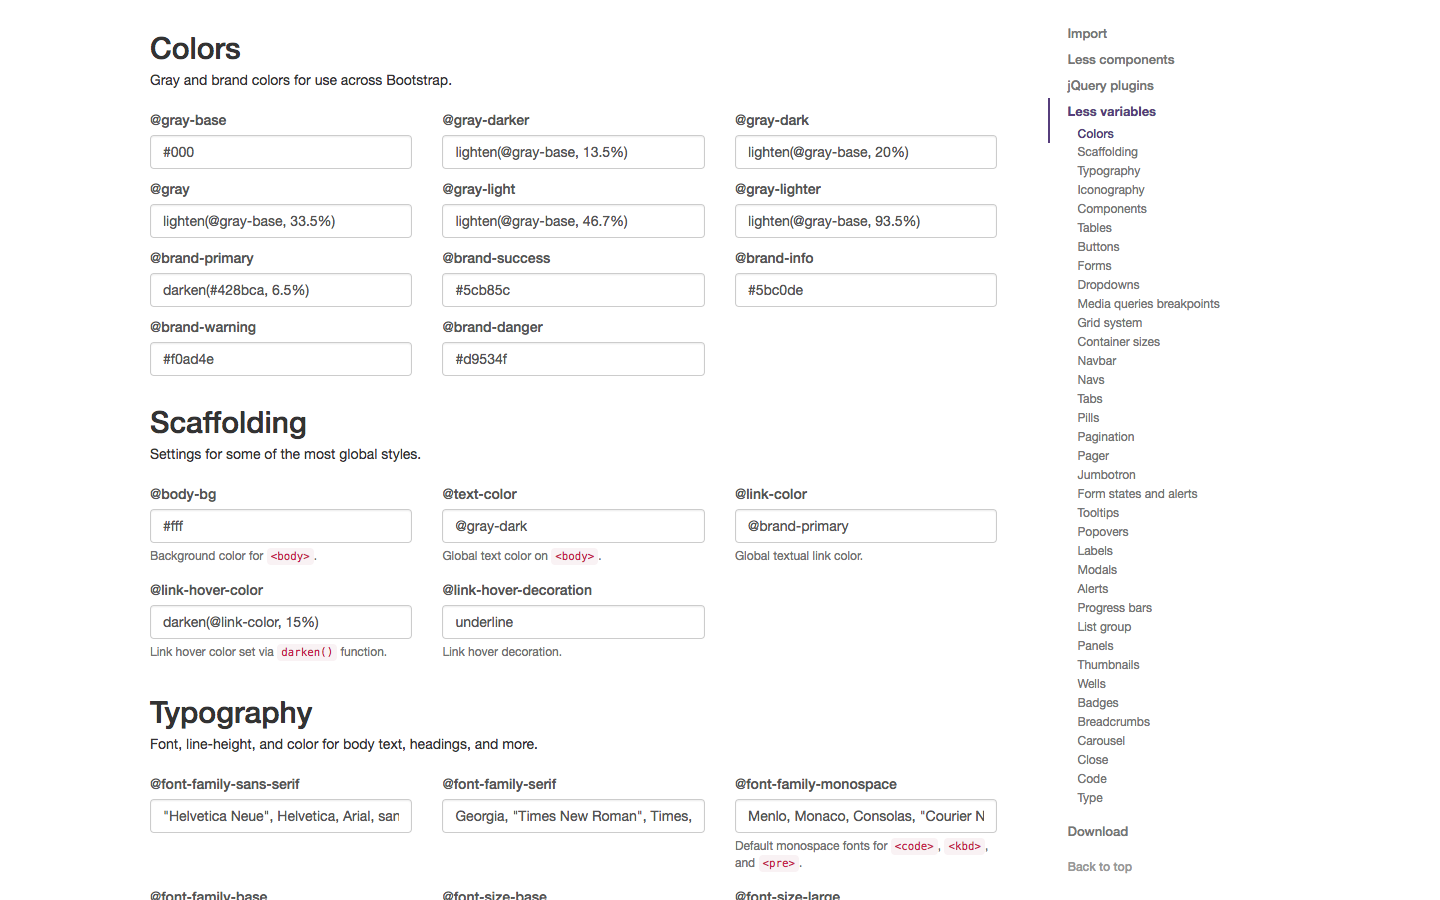 Colors
Gray and brand colors for use across Bootstrap.
@gray-base
@gray-darker
@gray-dark
#000
lighten(@gray-base, 13.5%)
lighten(@gray-base, 20%)
@gray
@gray-light
@gray-lighter
lighten(@gray-base, 33.5%)
lighten(@gray-base, 46.7%)
lighten(@gray-base, 93.5%)
@brand-primary
@brand-success
@brand-info
darken(#428bca, 6.5%)
#5cb85c
#5bc0de
@brand-warning
@brand-danger
#f0ad4e
#d9534f
Scaffolding
Settings for some of the most global styles.
@body-bg
@text-color
@link-color
#fff
@gray-dark
@brand-primary
Background color for <body>.
Global text color on <body>.
Global textual link color.
@link-hover-color
@link-hover-decoration
darken(@link-color, 15%)
underline
Link hover color set via darken() function.
Link hover decoration.
Typography
Font, line-height, and color for body text, headings, and more.
@font-family-sans-serif
@font-family-serif
@font-family-monospace
"Helvetica Neue", Helvetica, Arial, san
Georgia, "Times New Roman", Times,
Menlo, Monaco, Consolas, "Courier N
Default monospace fonts for <code>, <kbd>,
and <pre>.
@font-family-base
@font-size-base
@font-size-large
Import
Less components
jQuery plugins
Less variables
Colors
Scaffolding
Typography
Iconography
Components
Tables
Buttons
Forms
Dropdowns
Media queries breakpoints
Grid system
Container sizes
Navbar
Navs
Tabs
Pills
Pagination
Pager
Jumbotron
Form states and alerts
Tooltips
Popovers
Labels
Modals
Alerts
Progress bars
List group
Panels
Thumbnails
Wells
Badges
Breadcrumbs
Carousel
Close
Code
Type
Download
Back to top